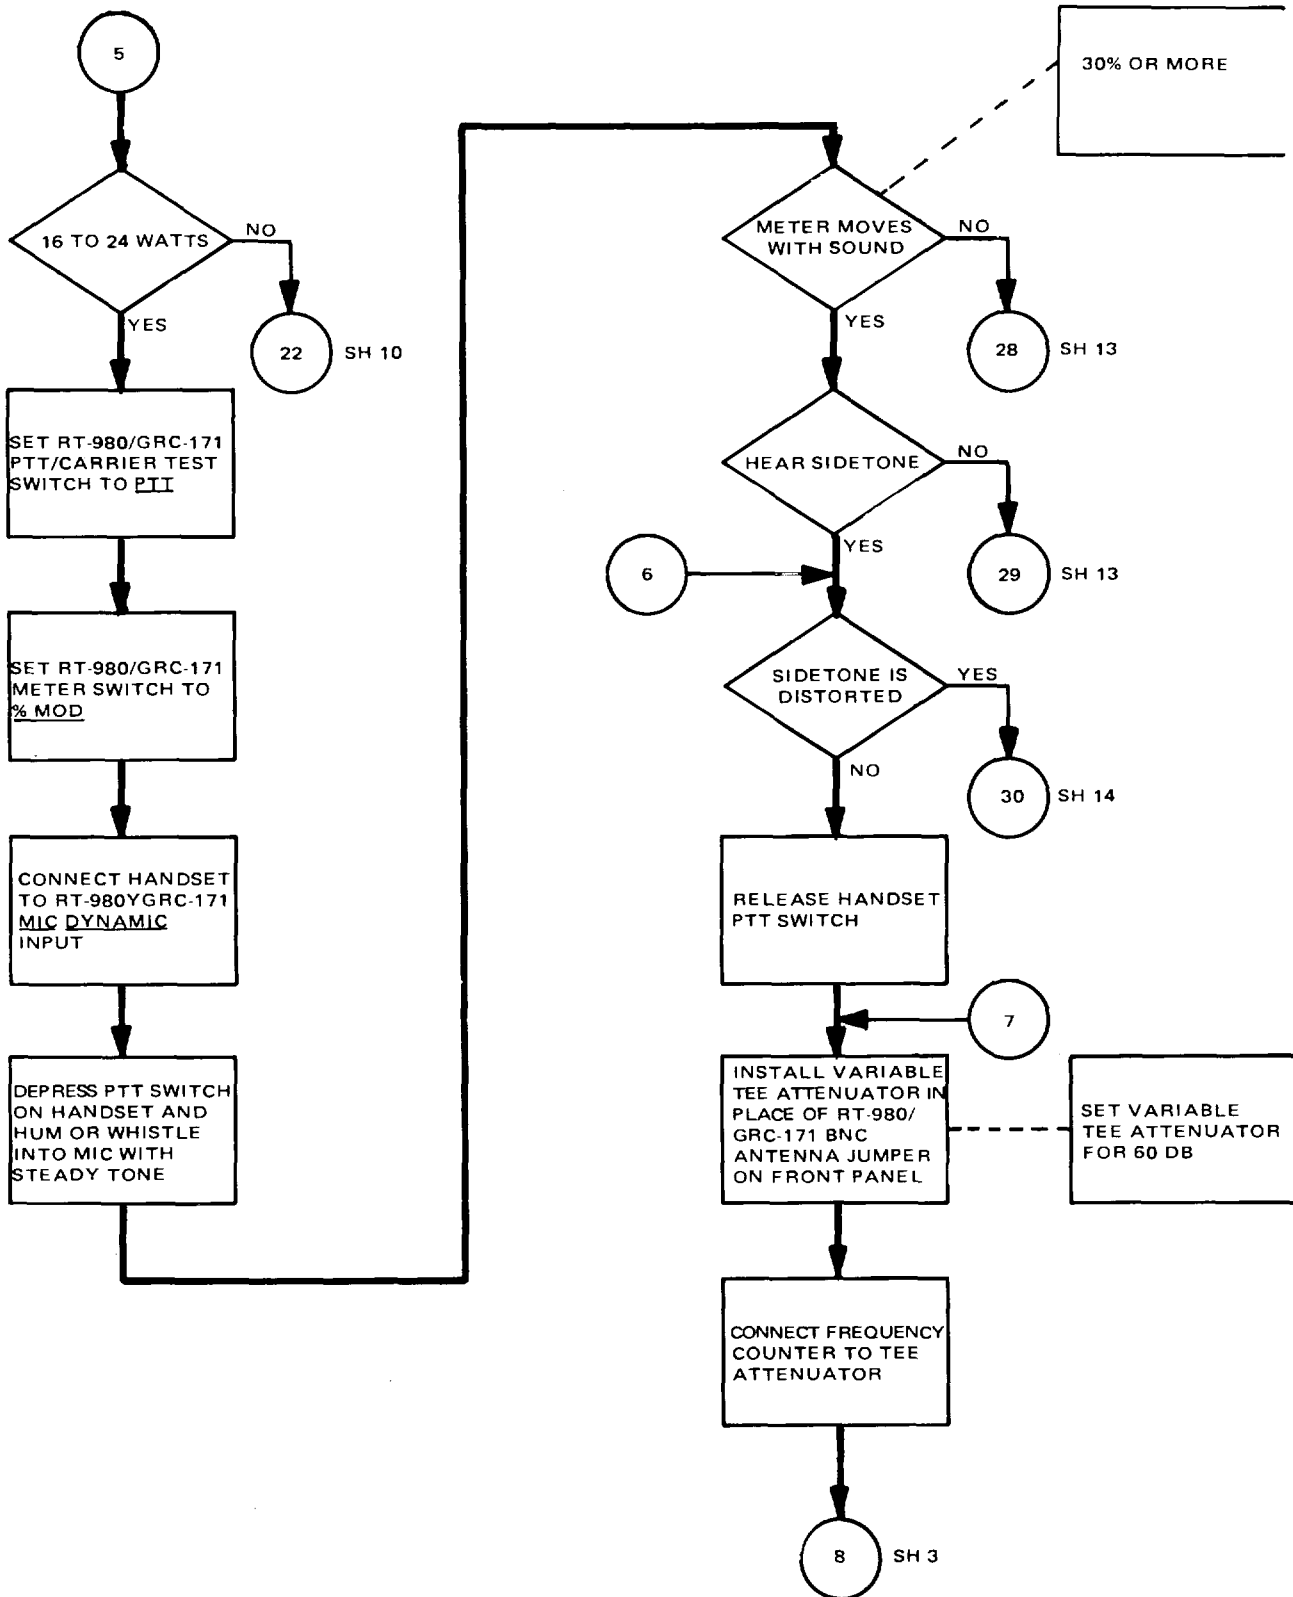 5
16 TO 24 WATTS
NO
YES
22
SH 10
SET RT-980/GRC-171
PTT/CARRIER TEST
SWITCH TO PTT
SET RT-980/GRC-171
METER SWITCH TO
% MOD
CONNECT HANDSET
TO RT-980YGRC-171
MIC DYNAMIC
INPUT
DEPRESS PTT SWITCH
ON HANDSET AND
HUM OR WHISTLE
INTO MIC WITH
STEADY TONE
30% OR MORE
METER MOVES
WITH SOUND
NO
YES
28
SH 13
HEAR SIDETONE
NO
YES
29
SH 13
6
SIDETONE IS
DISTORTED
YES
NO
30
SH 14
RELEASE HANDSET
PTT SWITCH
7
INSTALL VARIABLE
TEE ATTENUATOR IN
PLACE OF RT-980/
GRC-171 BNC
ANTENNA JUMPER
ON FRONT PANEL
SET VARIABLE
TEE ATTENUATOR
FOR 60 DB
CONNECT FREQUENCY
COUNTER TO TEE
ATTENUATOR
8
SH 3